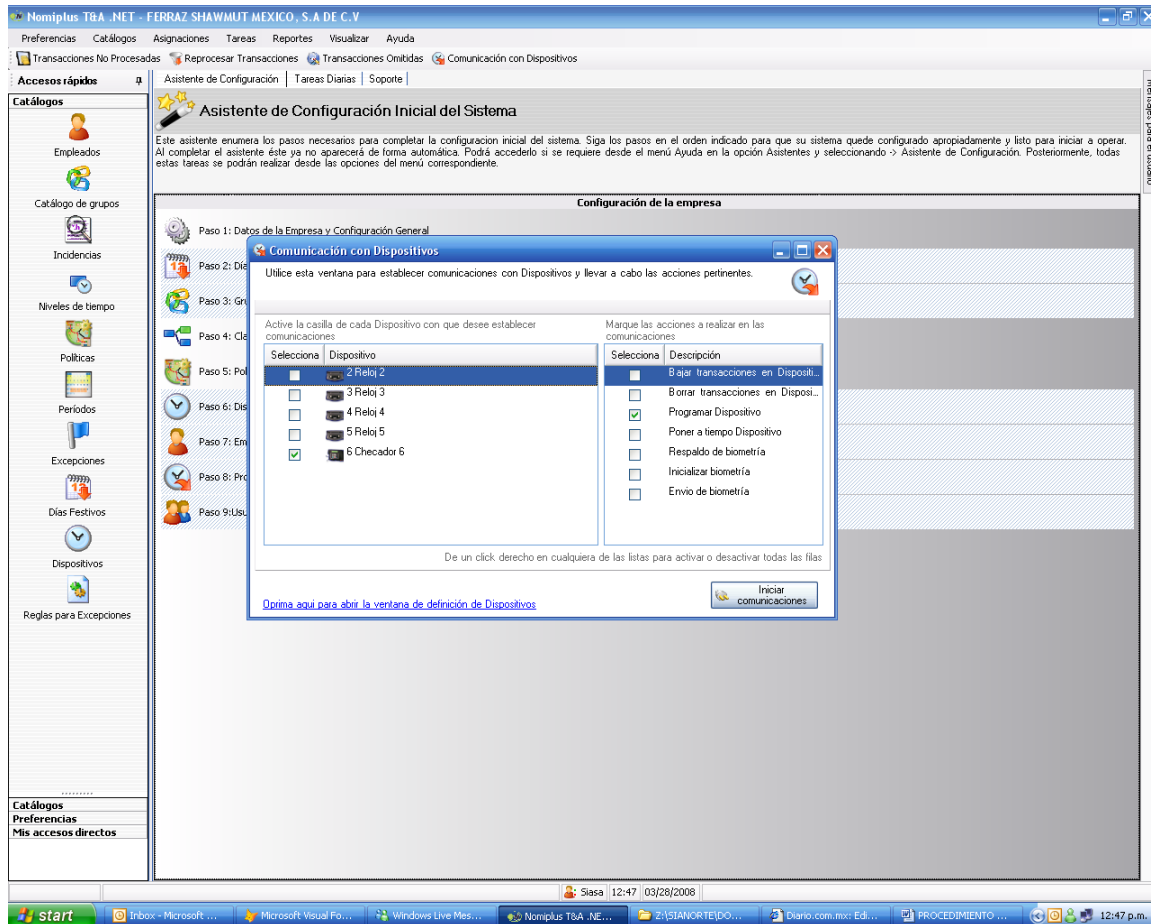 Nomiplus T&A .NET - FERRAZ SHAWMUT MEXICO, S.A DE C.V
Preferencias Catálogos Asignaciones Tareas Reportes Visualizar Ayuda
Transacciones No Procesadas Reprocesar Transacciones Transacciones Omitidas Comunicación con Dispositivos
Accesos rápidos
Asistente de Configuración Tareas Diarias Soporte
Catálogos
Empleados
Catálogo de grupos
Incidencias
Niveles de tiempo
Políticas
Períodos
Excepciones
Días Festivos
Dispositivos
Reglas para Excepciones
Catálogos
Preferencias
Mis accesos directos
Asistente de Configuración Inicial del Sistema
Este asistente enumera los pasos necesarios para completar la configuracion inicial del sistema. Siga los pasos en el orden indicado para que su sistema quede configurado apropiadamente y listo para iniciar a operar.
Al completar el asistente éste ya no aparecerá de forma automática. Podrá accederlo si se requiere desde el menú Ayuda en la opción Asistentes y seleccionando -> Asistente de Configuración. Posteriormente, todas
estas tareas se podrán realizar desde las opciones del menú correspondiente.
Configuración de la empresa
Paso 1: Datos de la Empresa y Configuración General
Paso 2: Día
Paso 3: Gru
Paso 4: Cla
Paso 5: Pol
Paso 6: Dis
Paso 7: Em
Paso 8: Pro
Paso 9:Usu
Comunicación con Dispositivos
Utilice esta ventana para establecer comunicaciones con Dispositivos y llevar a cabo las acciones pertinentes.
Active la casilla de cada Dispositivo con que desee establecer
comunicaciones
Selecciona Dispositivo
2 Reloj 2
3 Reloj 3
4 Reloj 4
5 Reloj 5
6 Checador 6
Marque las acciones a realizar en las
comunicaciones
Selecciona Descripción
Bajar transacciones en Dispositi...
Borrar transacciones en Disposi...
Programar Dispositivo
Poner a tiempo Dispositivo
Respaldo de biometría
Inicializar biometría
Envio de biometría
De un click derecho en cualquiera de las listas para activar o desactivar todas las filas
Oprima aqui para abrir la ventana de definición de Dispositivos
Iniciar
comunicaciones
Siasa 12:47 03/28/2008
start Inbox - Microsoft ... Microsoft Visual Fo... Windows Live Mes... Nomiplus T&A .NE... Z:\SIANORTE\DO... Diario.com.mx: Edi... PROCEDIMIENTO ... 12:47 p.m.